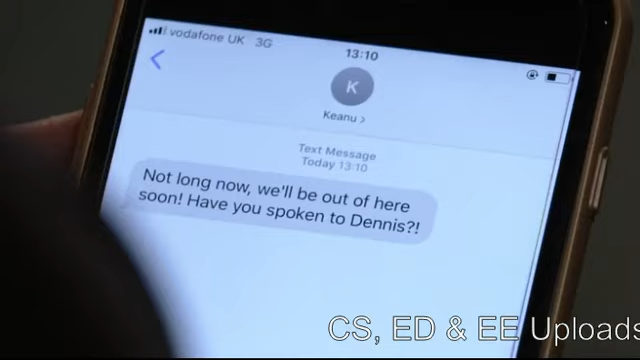 vodafone UK 3G
13:10
K
Keanu >
Text Message
Today 13:10
Not long now, we'll be out of here
soon! Have you spoken to Dennis?!
CS, ED & EE Uploads